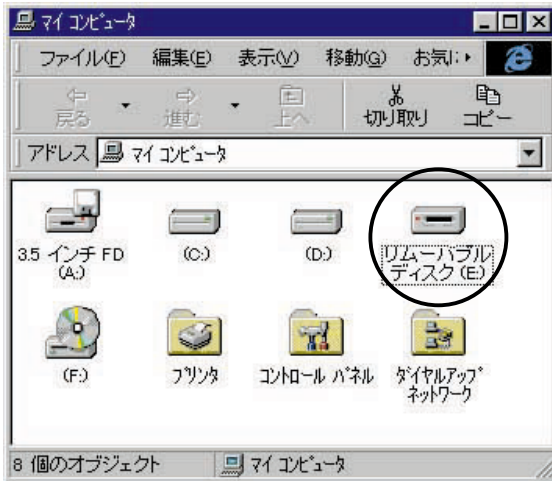 マイ コンピュータ
ファイル(F) 編集(E) 表示(V) 移動(G) お気に
戻る 進む 上へ 切り取り コピー
アドレス マイ コンピュータ
3.5 インチ FD (A:)
(C:)
(D:)
リムーバブル
ディスク (E:)
(F:)
プリンタ
コントロール パネル
ダイヤルアップ
ネットワーク
8 個のオブジェクト マイ コンピュータ